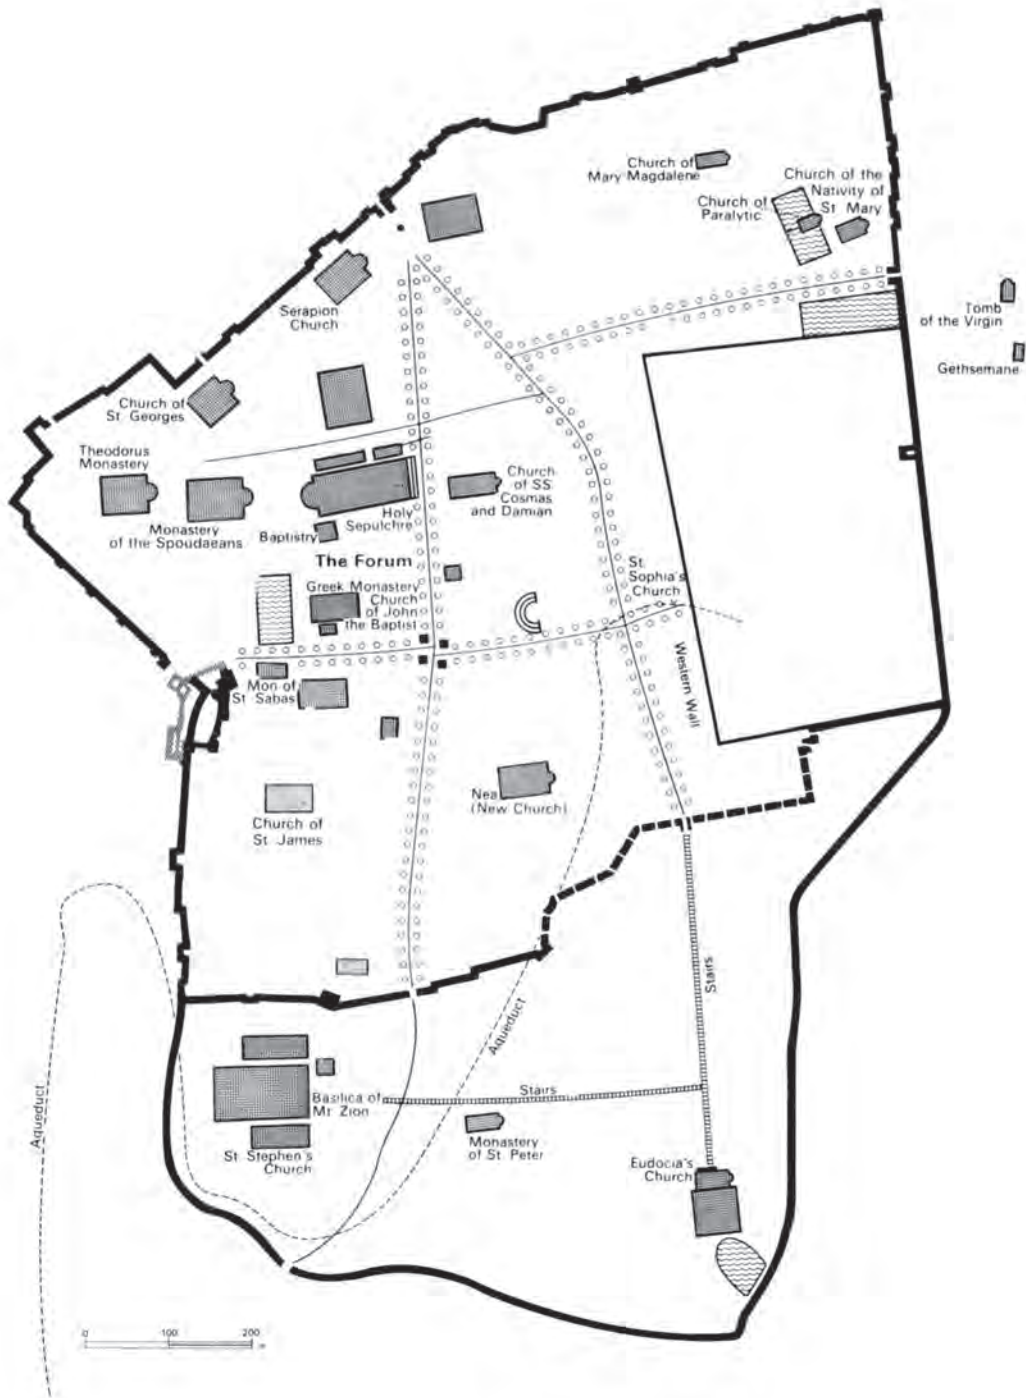 Church of
Mary Magdalene
Church of the
Nativity of
St Mary
Church of
Paralytic
Serapion
Church
Tomb
of the Virgin
Gethsemane
Church of
St. Georges
Theodorus
Monastery
Monastery
of the Spoudaeans
Holy
Sepulchre
Baptistry
Church
of SS
Cosmas
and Damian
The Forum
Greek Monastery
Church
of John
the Baptist
St.
Sophia's
Church
Western Wall
Mon of
St Sabas
Nea
(New Church)
Church of
St. James
Stairs
Aqueduct
Aqueduct
Stairs
Basilica of
Mt Zion
St Stephen's
Church
Monastery
of St. Peter
Eudocia's
Church
0 100 200
m